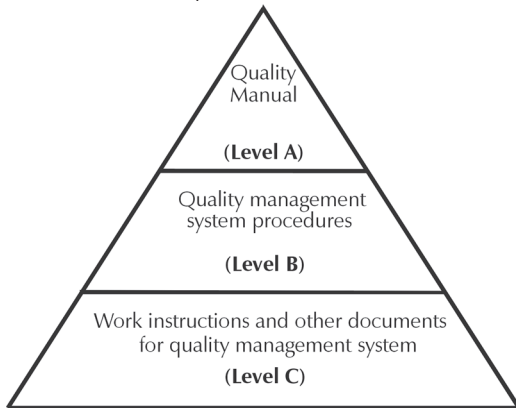 Quality
Manual
(Level A)
Quality management
system procedures
(Level B)
Work instructions and other documents
for quality management system
(Level C)